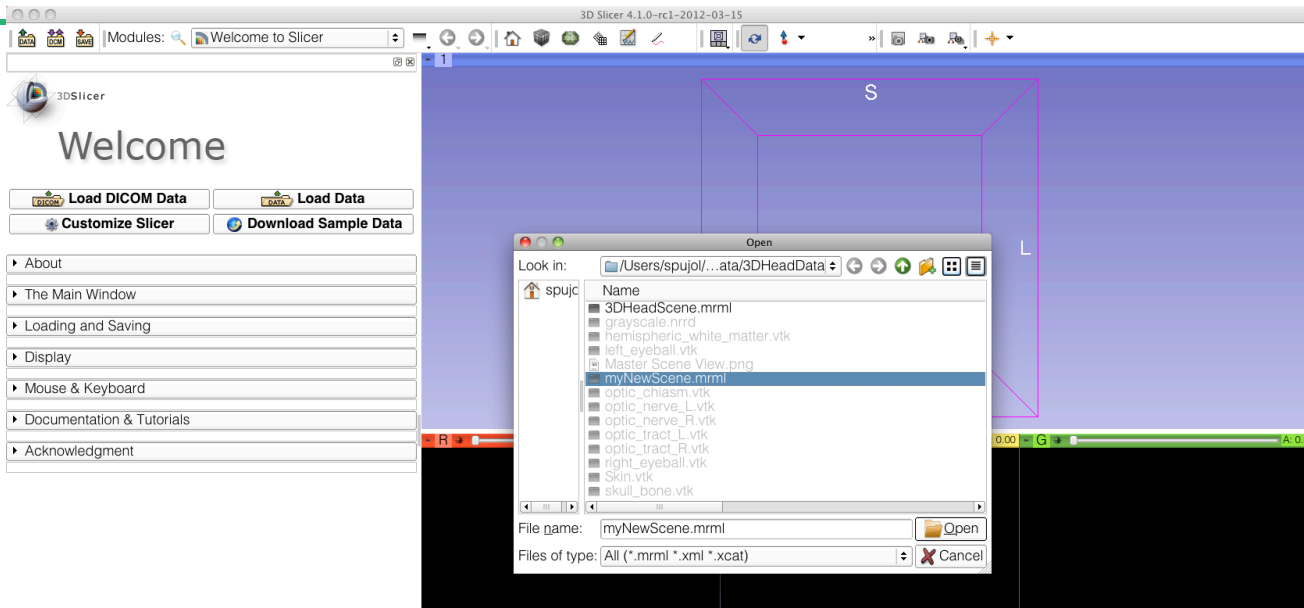 3D Slicer 4.1.0-rc1-2012-03-15
DATA DCM SAVE Modules: Welcome to Slicer
1
3DSlicer
Welcome
DICOM Load DICOM Data DATA Load Data
Customize Slicer Download Sample Data
About
The Main Window
Loading and Saving
Display
Mouse & Keyboard
Documentation & Tutorials
Acknowledgment
S
L
Open
Look in: /Users/spujol/...ata/3DHeadData
spujc
Name
3DHeadScene.mrml
grayscale.nrrd
hemispheric_white_matter.vtk
left_eyeball.vtk
Master Scene View.png
myNewScene.mrml
optic_chiasm.vtk
optic_nerve_L.vtk
optic_nerve_R.vtk
optic_tract_L.vtk
optic_tract_R.vtk
right_eyeball.vtk
Skin.vtk
skull_bone.vtk
File name: myNewScene.mrml Open
Files of type: All (*.mrml *.xml *.xcat) Cancel
R 0.00 G A: 0.